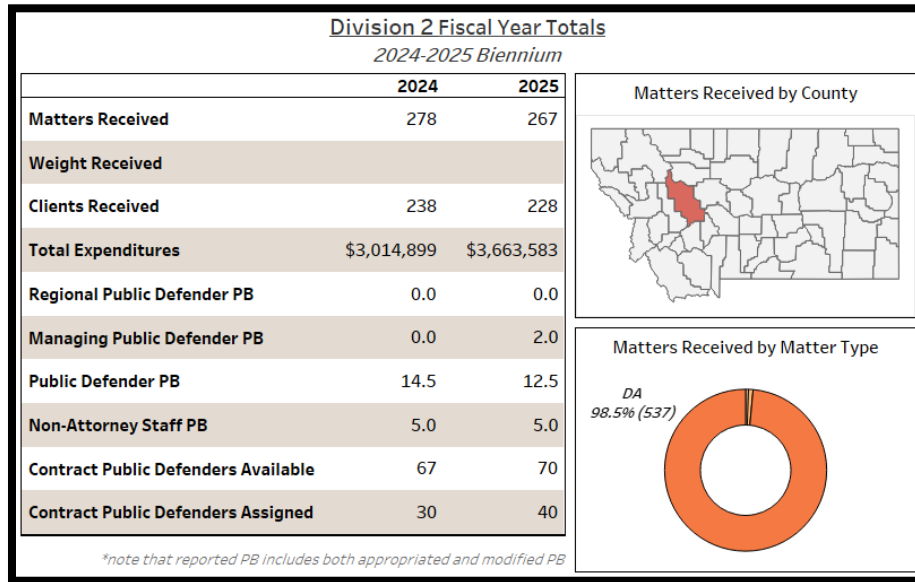 Division 2 Fiscal Year Totals
2024-2025 Biennium
2024 2025
Matters Received 278 267
Weight Received
Clients Received 238 228
Total Expenditures $3,014,899 $3,663,583
Regional Public Defender PB 0.0 0.0
Managing Public Defender PB 0.0 2.0
Public Defender PB 14.5 12.5
Non-Attorney Staff PB 5.0 5.0
Contract Public Defenders Available 67 70
Contract Public Defenders Assigned 30 40
*note that reported PB includes both appropriated and modified PB
Matters Received by County
Matters Received by Matter Type
DA
98.5% (537)